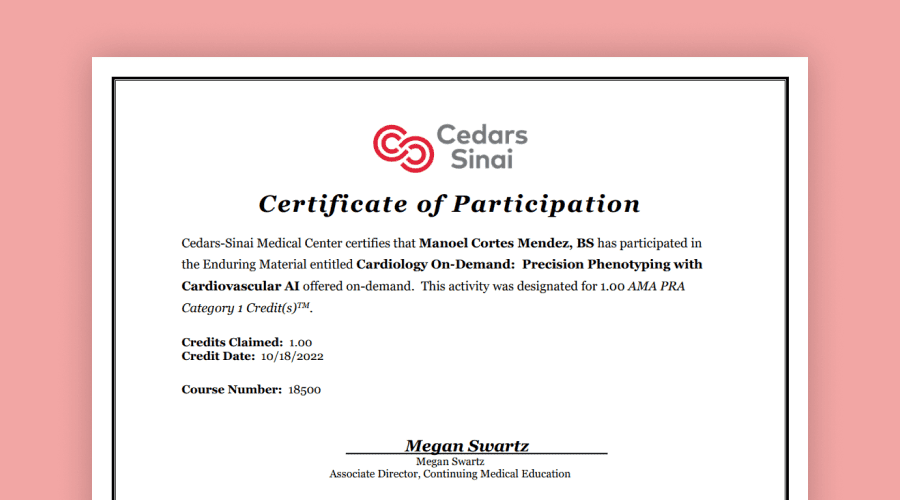 Cedars
Sinai
Certificate of Participation
Cedars-Sinai Medical Center certifies that Manoel Cortes Mendez, BS has participated in
the Enduring Material entitled Cardiology On-Demand:  Precision Phenotyping with
Cardiovascular AI offered on-demand.  This activity was designated for 1.00 AMA PRA
Category 1 Credit(s)™.
Credits Claimed:  1.00
Credit Date:  10/18/2022
Course Number:  18500
Megan Swartz
Megan Swartz
Associate Director, Continuing Medical Education